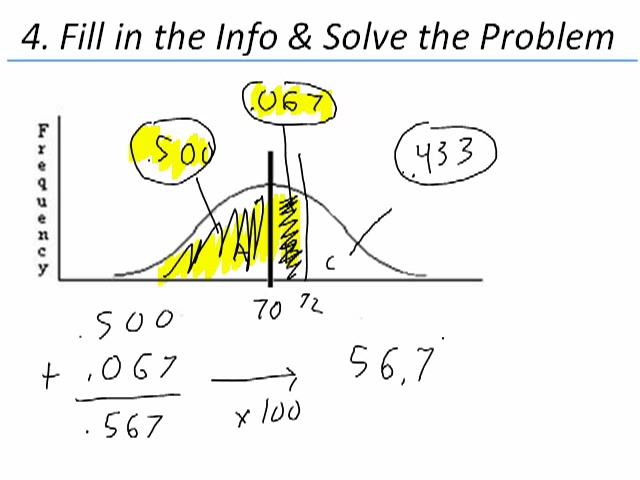 4. Fill in the Info & Solve the Problem
.067
.500
.433
Frequency
C
70 72
.500
+ .067
.567
x100
56.7